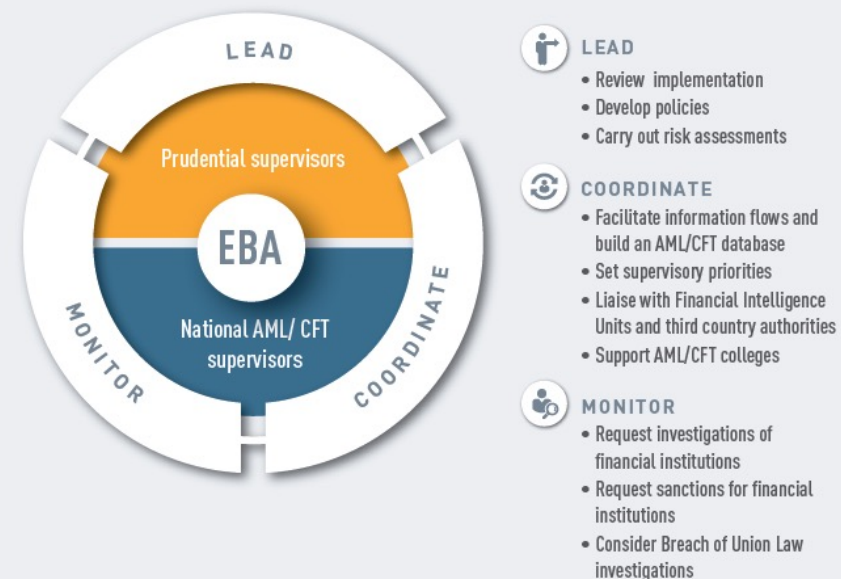 LEAD
Prudential supervisors
EBA
National AML/ CFT
supervisors
MONITOR
COORDINATE
LEAD
• Review implementation
• Develop policies
• Carry out risk assessments
COORDINATE
• Facilitate information flows and
build an AML/CFT database
• Set supervisory priorities
• Liaise with Financial Intelligence
Units and third country authorities
• Support AML/CFT colleges
MONITOR
• Request investigations of
financial institutions
• Request sanctions for financial
institutions
• Consider Breach of Union Law
investigations